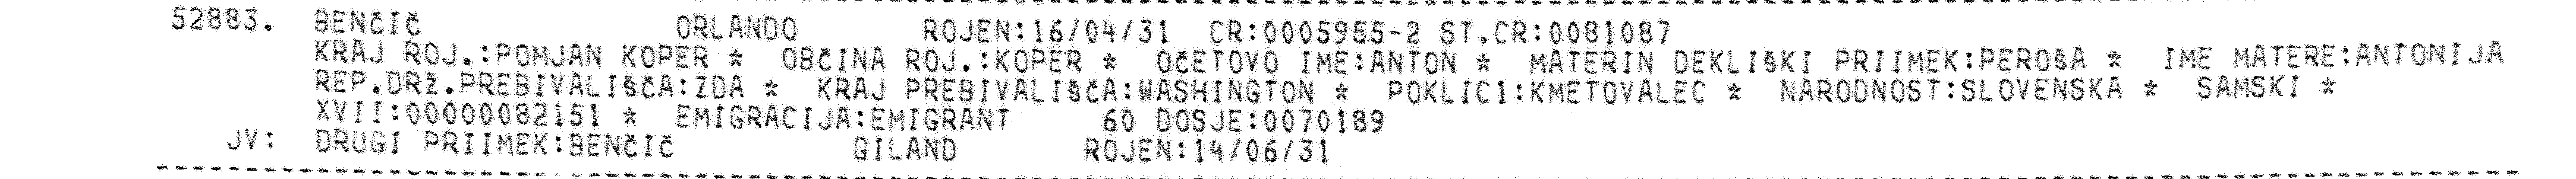 52883. BENČIČ ORLANDO ROJEN:16/04/31 CR:0005955-2 ST.CR:0081087
KRAJ ROJ.:POMJAN KOPER * OBČINA ROJ.:KOPER * OČETOVO IME:ANTON * MATERIN DEKLIŠKI PRIIMEK:PEROŠA * IME MATERE:ANTONIJA
REP.DRŽ.PREBIVALIŠČA:ZDA * KRAJ PREBIVALIŠČA:WASHINGTON * POKLIC1:KMETOVALEC * NARODNOST:SLOVENSKA * SAMSKI *
XVII:00000082151 * EMIGRACIJA:EMIGRANT 60 DOSJE:0070189
JV: DRUGI PRIIMEK:BENČIČ GILAND ROJEN:14/06/31